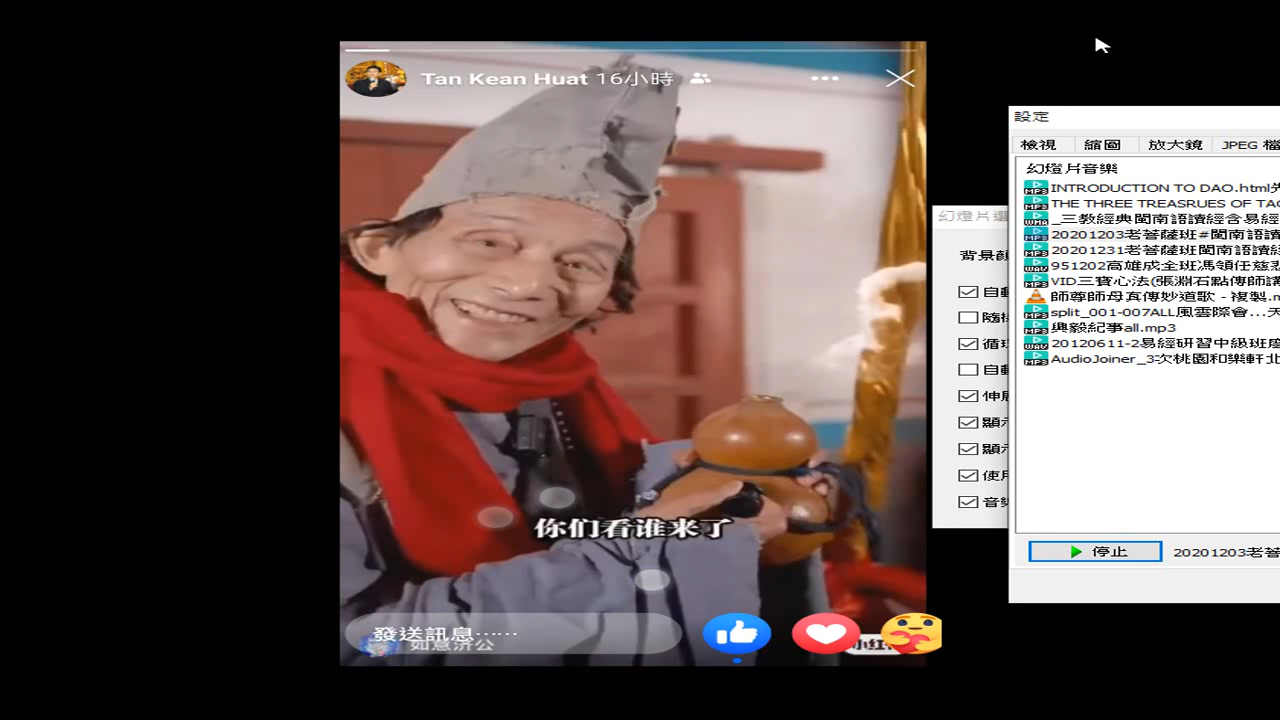 Tan Kean Huat 16小時
你们看谁来了
發送訊息……
如意济公
設定
檢視 縮圖 放大鏡 JPEG 檔
幻燈片音樂
INTRODUCTION TO DAO.html
THE THREE TREASRUES OF TAO
_三教經典閩南語讀經含易經
20201203老菩薩班#閩南語讀
20201231老菩薩班閩南語讀經
951202高雄成全班馮領任慈悲
VID三寶心法(張淵石點傳師講
師尊師母真傳妙道歌 - 複製.m
split_001-007ALL風雲際會...天
興毅紀事all.mp3
20120611-2易經研習中級班
AudioJoiner_3次桃園和樂軒北
停止 20201203老菩
幻燈片選
背景顏
自動
隨機
循環
自動
伸展
顯示
顯示
使用
音樂